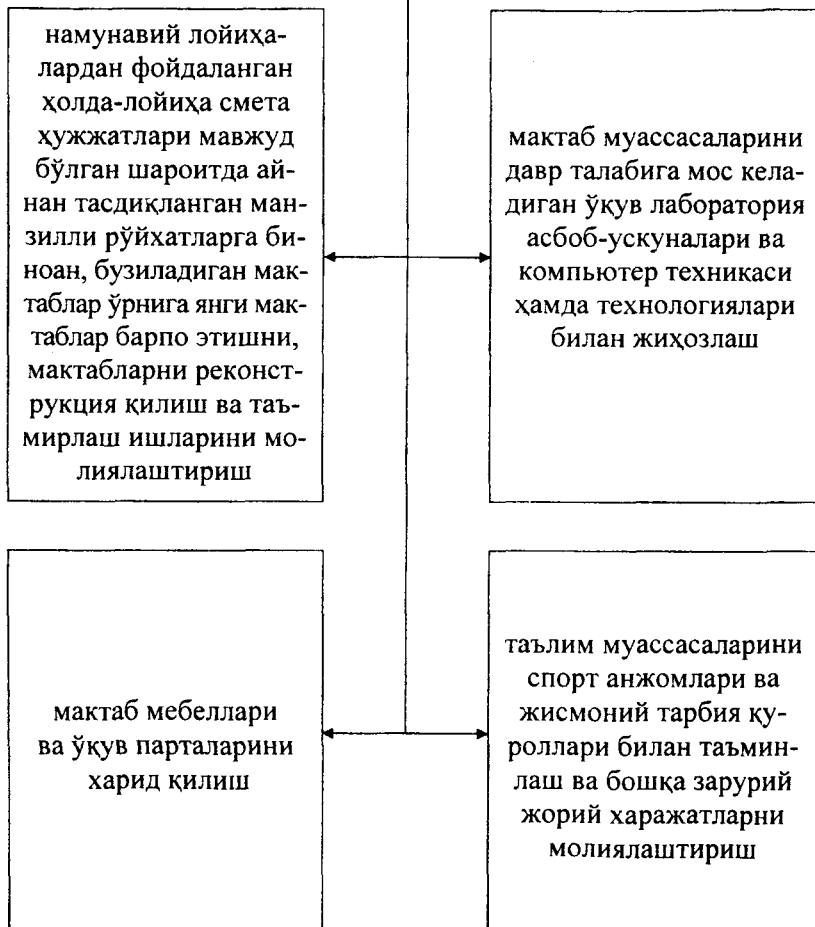 намунавий лойиҳа-
лардан фойдаланган
ҳолда-лойиҳа смета
ҳужжатлари мавжуд
бўлган шароитда ай-
нан тасдиқланган ман-
зилли рўйхатларга би-
ноан, бузиладиган мак-
таблар ўрнига янги мак-
таблар барпо этишни,
мактабларни реконст-
рукция қилиш ва таъ-
мирлаш ишларини мо-
лиялаштириш
мактаб муассасаларини
давр талабига мос кела-
диган ўқув лаборатория
асбоб-ускуналари ва
компьютер техникаси
ҳамда технологиялари
билан жиҳозлаш
мактаб мебеллари
ва ўқув парталарини
харид қилиш
таълим муассасаларини
спорт анжомлари ва
жисмоний тарбия қу-
роллари билан таъмин-
лаш ва бошқа зарурий
жорий харажатларни
молиялаштириш